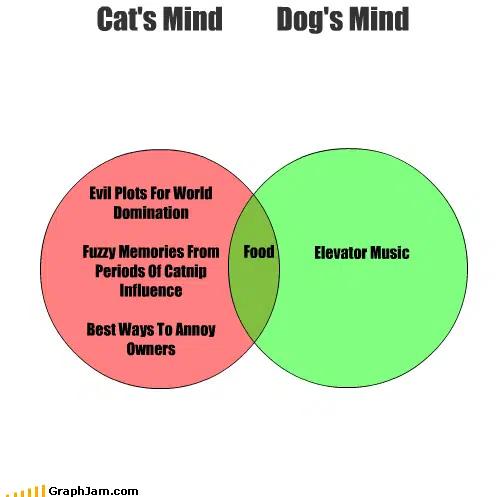 Cat's Mind
Dog's Mind
Evil Plots For World
Domination
Fuzzy Memories From
Periods Of Catnip
Influence
Best Ways To Annoy
Owners
Food
Elevator Music
GraphJam.com